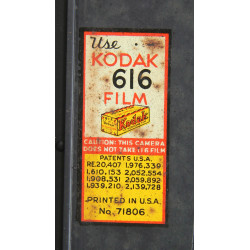 Use
KODAK
616
FILM
Kodak
CAUTION: THIS CAMERA
DOES NOT TAKE 116 FILM
PATENTS U.S.A.
RE.20,407 1,976,339
1,610,153 2,052,554
1,908,531 2,059,892
1,939,210 2,139,728
PRINTED IN U.S.A.
No. 71806